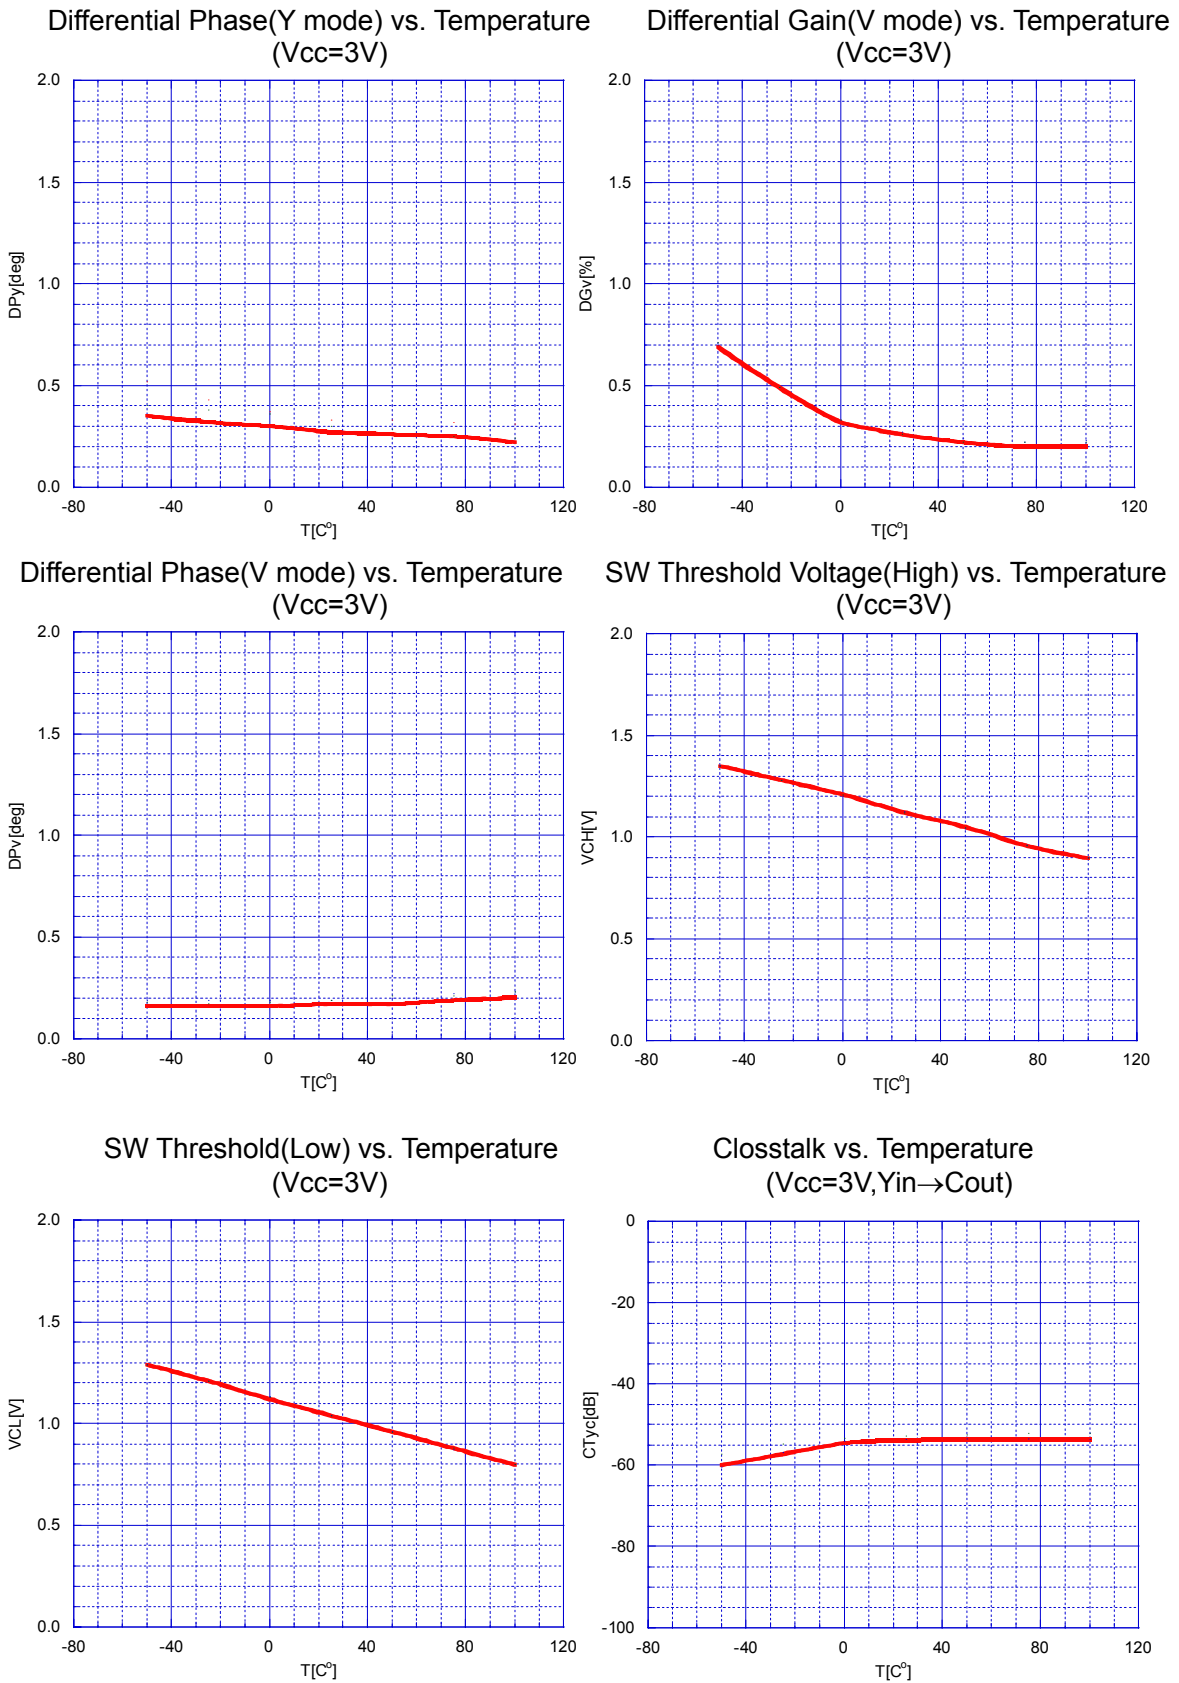 Differential Phase(Y mode) vs. Temperature
(Vcc=3V)
2.0
1.5
1.0
0.5
0.0
DPy[deg]
-80 -40 0 40 80 120
T[C°]
Differential Gain(V mode) vs. Temperature
(Vcc=3V)
2.0
1.5
1.0
0.5
0.0
DGv[%]
-80 -40 0 40 80 120
T[C°]
Differential Phase(V mode) vs. Temperature
(Vcc=3V)
2.0
1.5
1.0
0.5
0.0
DPv[deg]
-80 -40 0 40 80 120
T[C°]
SW Threshold Voltage(High) vs. Temperature
(Vcc=3V)
2.0
1.5
1.0
0.5
0.0
VCH[V]
-80 -40 0 40 80 120
T[C°]
SW Threshold(Low) vs. Temperature
(Vcc=3V)
2.0
1.5
1.0
0.5
0.0
VCL[V]
-80 -40 0 40 80 120
T[C°]
Closstalk vs. Temperature
(Vcc=3V,Yin→Cout)
0
-20
-40
-60
-80
-100
CTyc[dB]
-80 -40 0 40 80 120
T[C°]